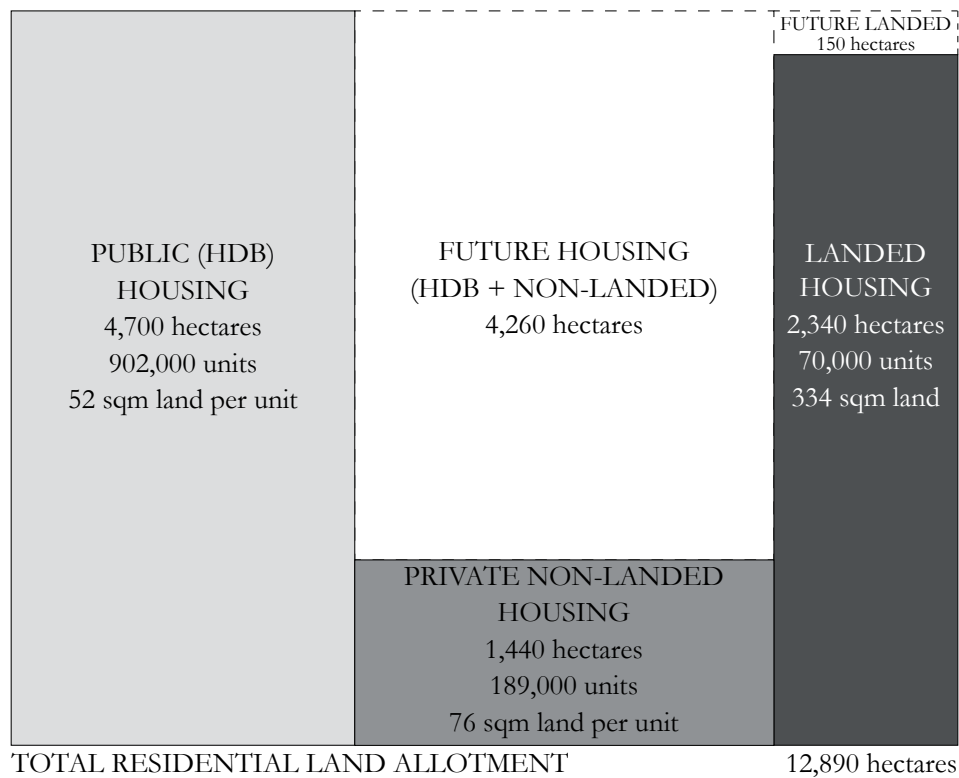 PUBLIC (HDB)
HOUSING
4,700 hectares
902,000 units
52 sqm land per unit
FUTURE HOUSING
(HDB + NON-LANDED)
4,260 hectares
FUTURE LANDED
150 hectares
LANDED
HOUSING
2,340 hectares
70,000 units
334 sqm land
PRIVATE NON-LANDED
HOUSING
1,440 hectares
189,000 units
76 sqm land per unit
TOTAL RESIDENTIAL LAND ALLOTMENT 12,890 hectares